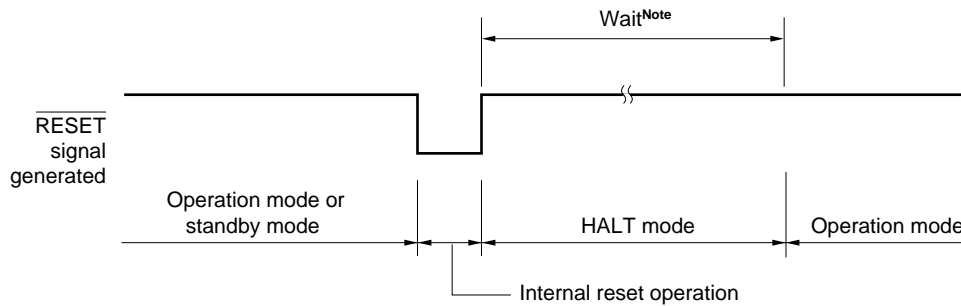 Wait Note
RESET
signal
generated
Operation mode or
standby mode
HALT mode
Operation mode
Internal reset operation